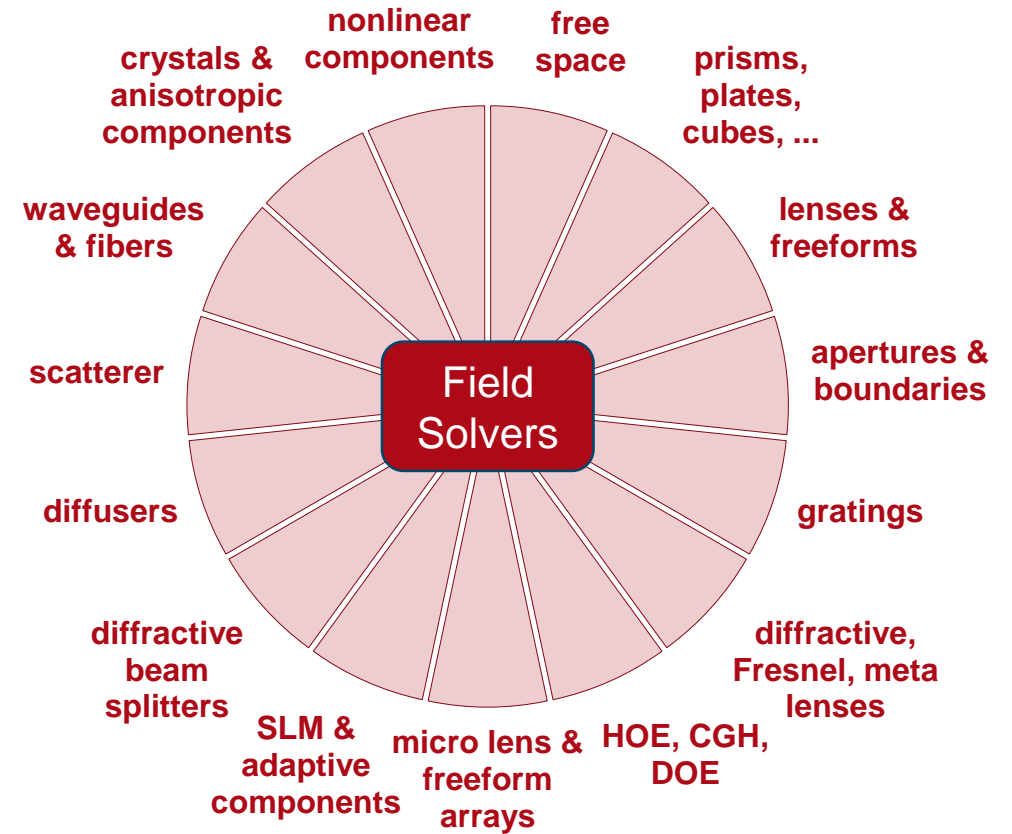 nonlinear
components
free
space
prisms,
plates,
cubes, ...
lenses &
freeforms
apertures &
boundaries
gratings
diffractive,
Fresnel, meta
lenses
HOE, CGH,
DOE
micro lens &
freeform
arrays
SLM &
adaptive
components
diffractive
beam
splitters
diffusers
scatterer
waveguides
& fibers
crystals &
anisotropic
components
Field
Solvers